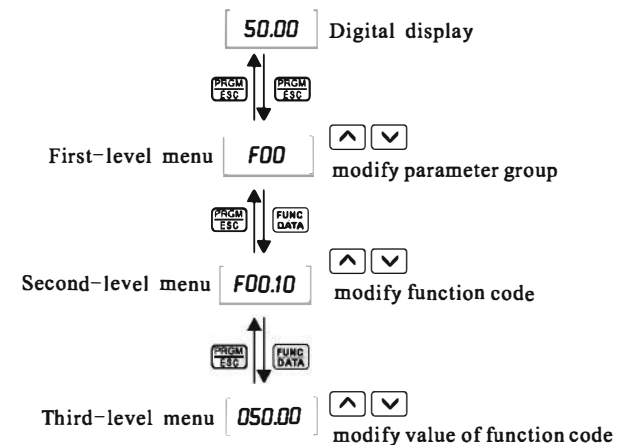 50.00 Digital display
PRGM PRGM
ESC ESC
First-level menu F00
modify parameter group
PRGM FUNC
ESC DATA
Second-level menu F00.10
modify function code
PRGM FUNC
ESC DATA
Third-level menu 050.00
modify value of function code